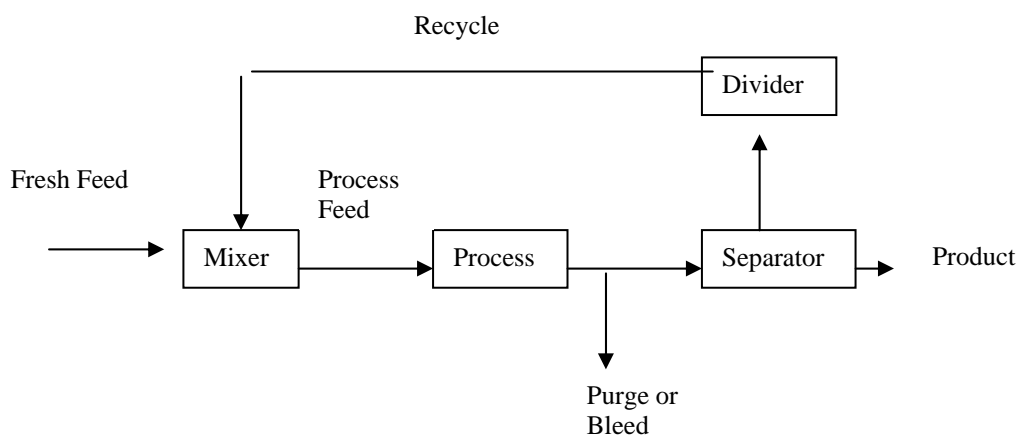 Recycle
Divider
Fresh Feed
Process
Feed
Mixer
Process
Separator
Product
Purge or
Bleed